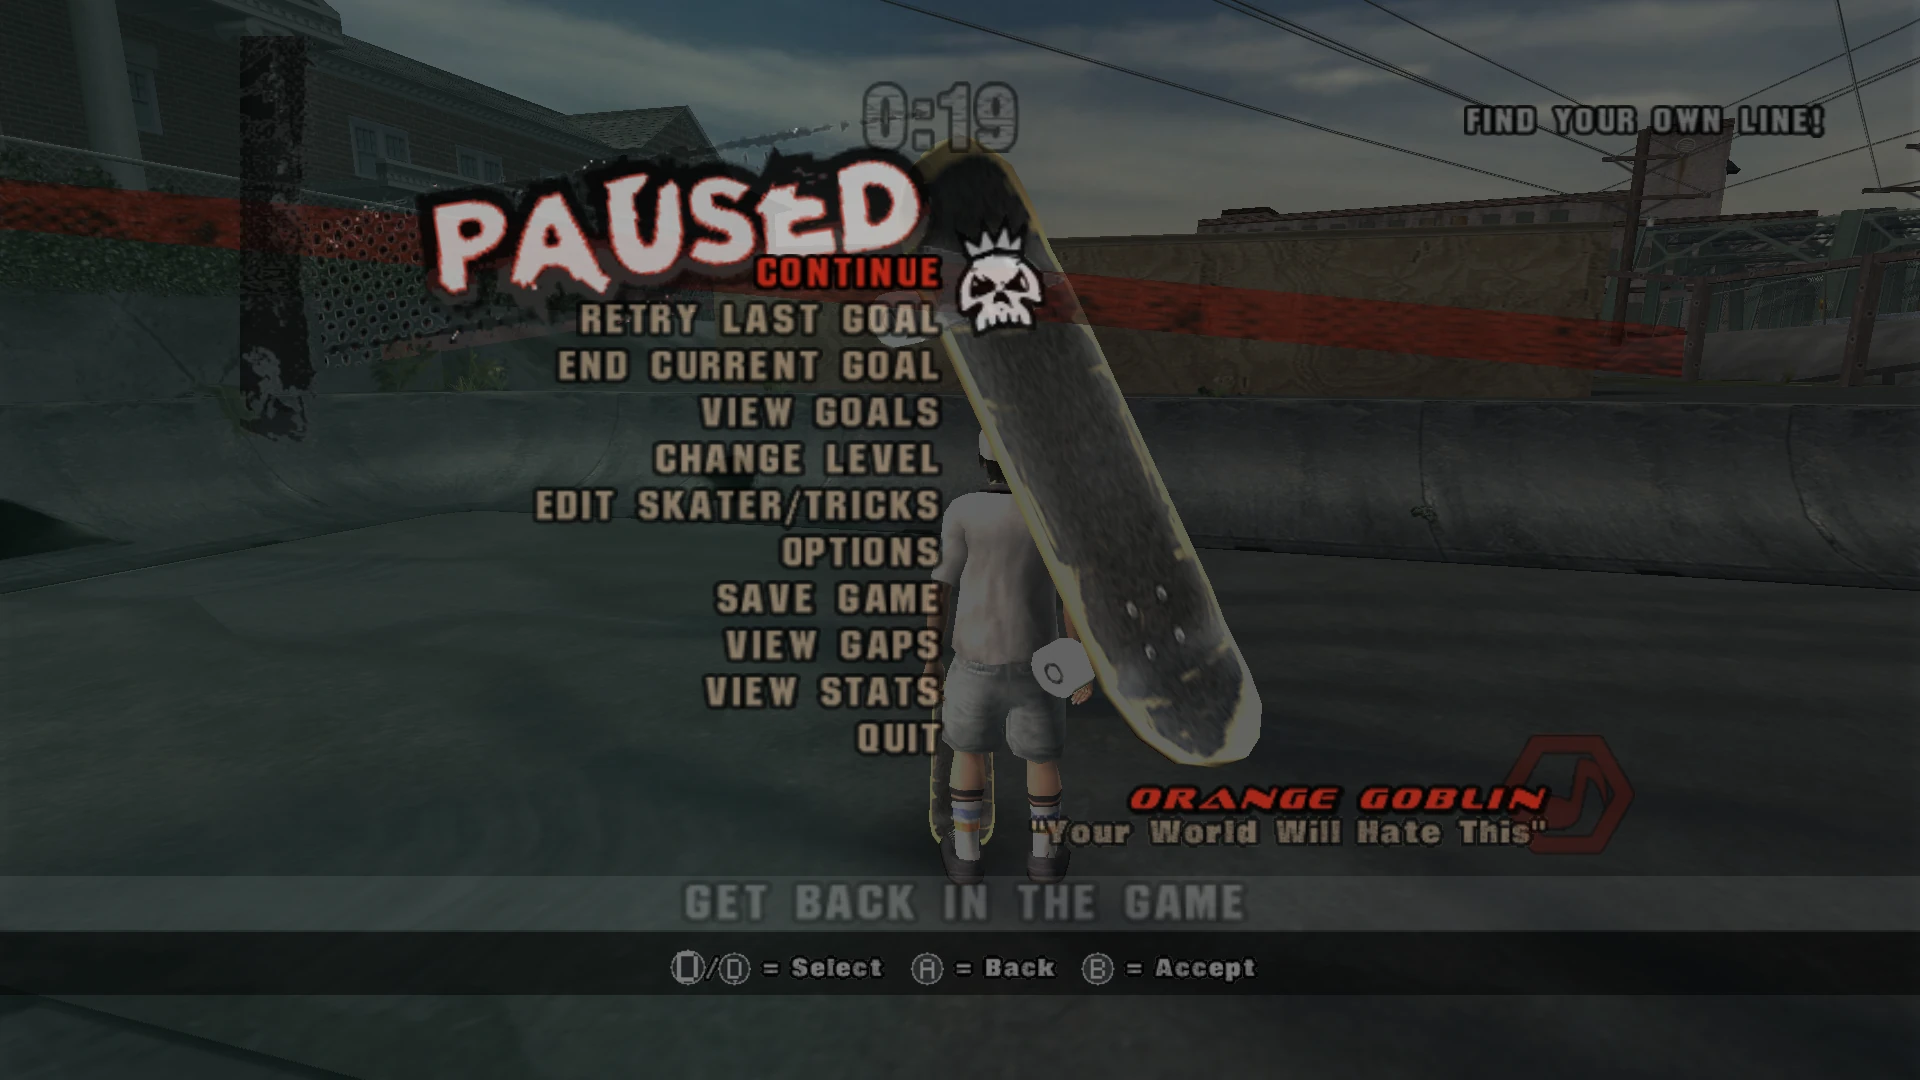 0:19
FIND YOUR OWN LINE!
PAUSED
CONTINUE
RETRY LAST GOAL
END CURRENT GOAL
VIEW GOALS
CHANGE LEVEL
EDIT SKATER/TRICKS
OPTIONS
SAVE GAME
VIEW GAPS
VIEW STATS
QUIT
ORANGE GOBLIN
"Your World Will Hate This"
GET BACK IN THE GAME
/D = Select A = Back B = Accept